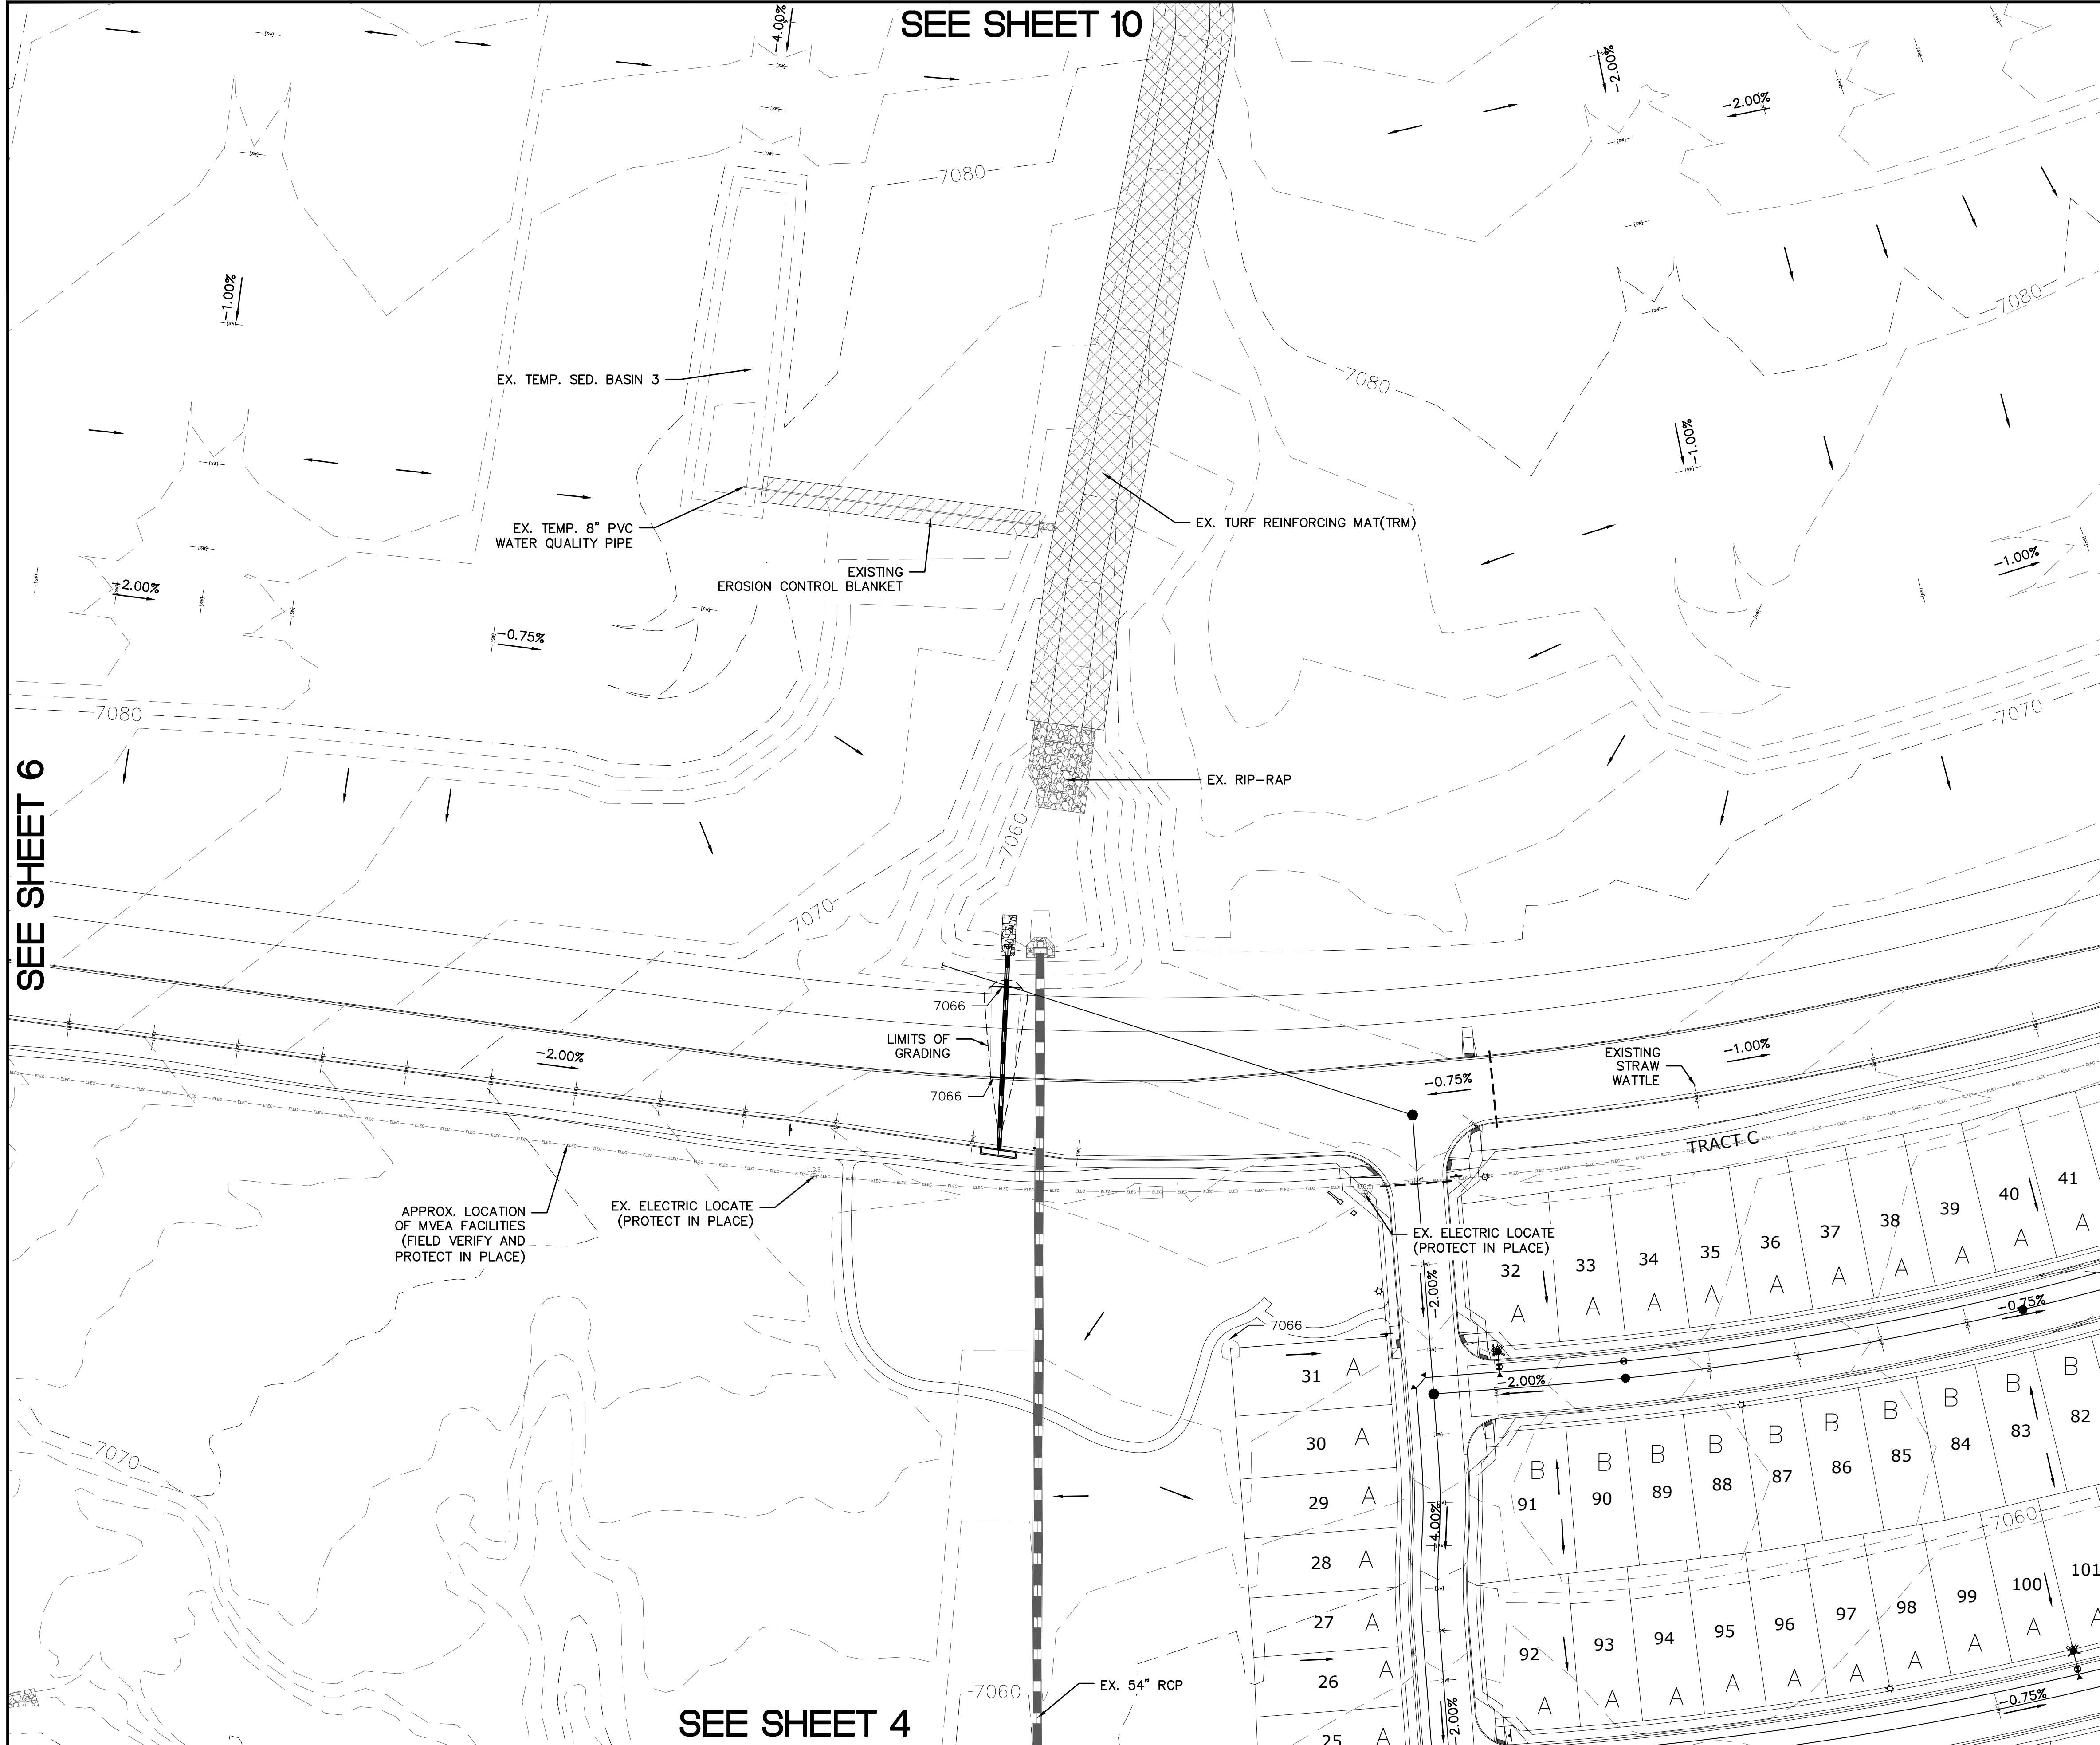 SEE SHEET 10
-4.00%
-2.00%
-2.00%
7080
-1.00%
7080
EX. TEMP. SED. BASIN 3
7080
-1.00%
EX. TEMP. 8" PVC
WATER QUALITY PIPE
EX. TURF REINFORCING MAT(TRM)
EXISTING
EROSION CONTROL BLANKET
-1.00%
-2.00%
-0.75%
7080
7070
SEE SHEET 6
EX. RIP-RAP
7060
7070
7066
LIMITS OF
GRADING
7066
-2.00%
-0.75%
EXISTING
STRAW
WATTLE
-1.00%
TRACT C
U.G.E.
ELEC
APPROX. LOCATION
OF MVEA FACILITIES
(FIELD VERIFY AND
PROTECT IN PLACE)
EX. ELECTRIC LOCATE
(PROTECT IN PLACE)
EX. ELECTRIC LOCATE
(PROTECT IN PLACE)
32 33 34 35 36 37 38 39 40 41
A A A A A A A A A A
-2.00%
-0.75%
7066
31 A
-2.00%
30 A
29 A
28 A
27 A
26 A
25 A
B B B B B B B B B B
91 90 89 88 87 86 85 84 83 82
-4.00%
7060
92 93 94 95 96 97 98 99 100 101
A A A A A A A A A A
-0.75%
-2.00%
7070
7060
EX. 54" RCP
SEE SHEET 4